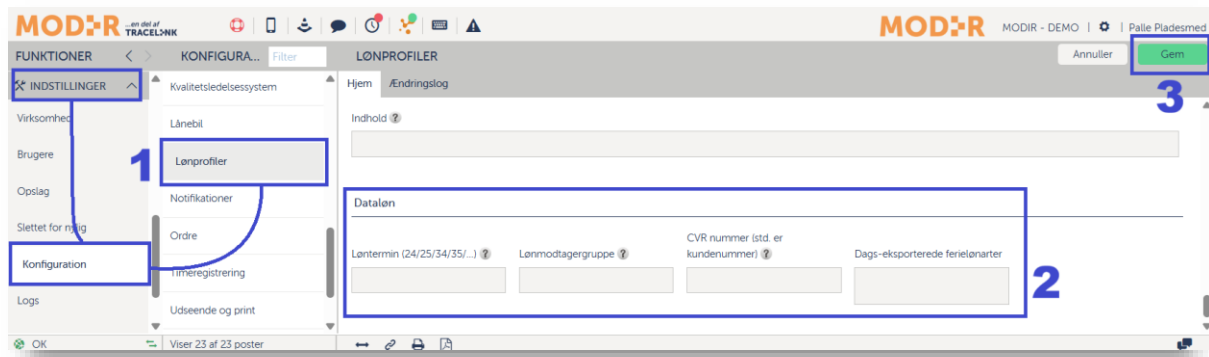 MODIR ...en del af TRACELINK
MODIR MODIR - DEMO | | Palle Pladesmed
FUNKTIONER < > KONFIGURA... Filter LØNPROFILER Annuller Gem
INDSTILLINGER
Kvalitetsledelsessystem
Hjem Ændringslog
3
Virksomhed
Lånebil
Indhold ?
Brugere
1
Lønprofiler
Opslag
Notifikationer
Dataløn
Slettet for nylig
Ordre
CVR nummer (std. er
Løntermin (24/25/34/35/...) ? Lønmodtagergruppe ? kundenummer) ? Dags-eksporterede ferielønarter
Konfiguration
Timeregistrering
2
Logs
Udseende og print
OK Viser 23 af 23 poster